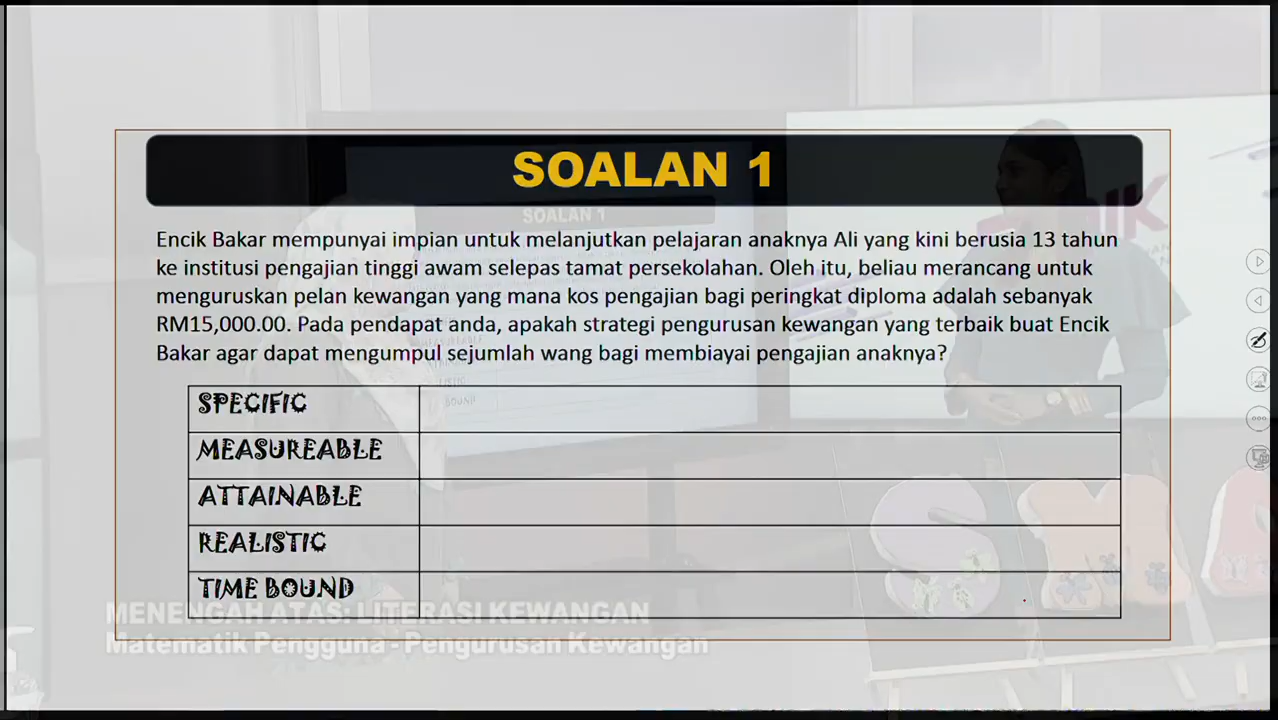 SOALAN 1
Encik Bakar mempunyai impian untuk melanjutkan pelajaran anaknya Ali yang kini berusia 13 tahun
ke institusi pengajian tinggi awam selepas tamat persekolahan. Oleh itu, beliau merancang untuk
menguruskan pelan kewangan yang mana kos pengajian bagi peringkat diploma adalah sebanyak
RM15,000.00. Pada pendapat anda, apakah strategi pengurusan kewangan yang terbaik buat Encik
Bakar agar dapat mengumpul sejumlah wang bagi membiayai pengajian anaknya?
SPECIFIC
MEASUREABLE
ATTAINABLE
REALISTIC
TIME BOUND
MENENGAH ATAS: LITERASI KEWANGAN
Matematik Pengguna - Pengurusan Kewangan
SOALAN 1
BOUND